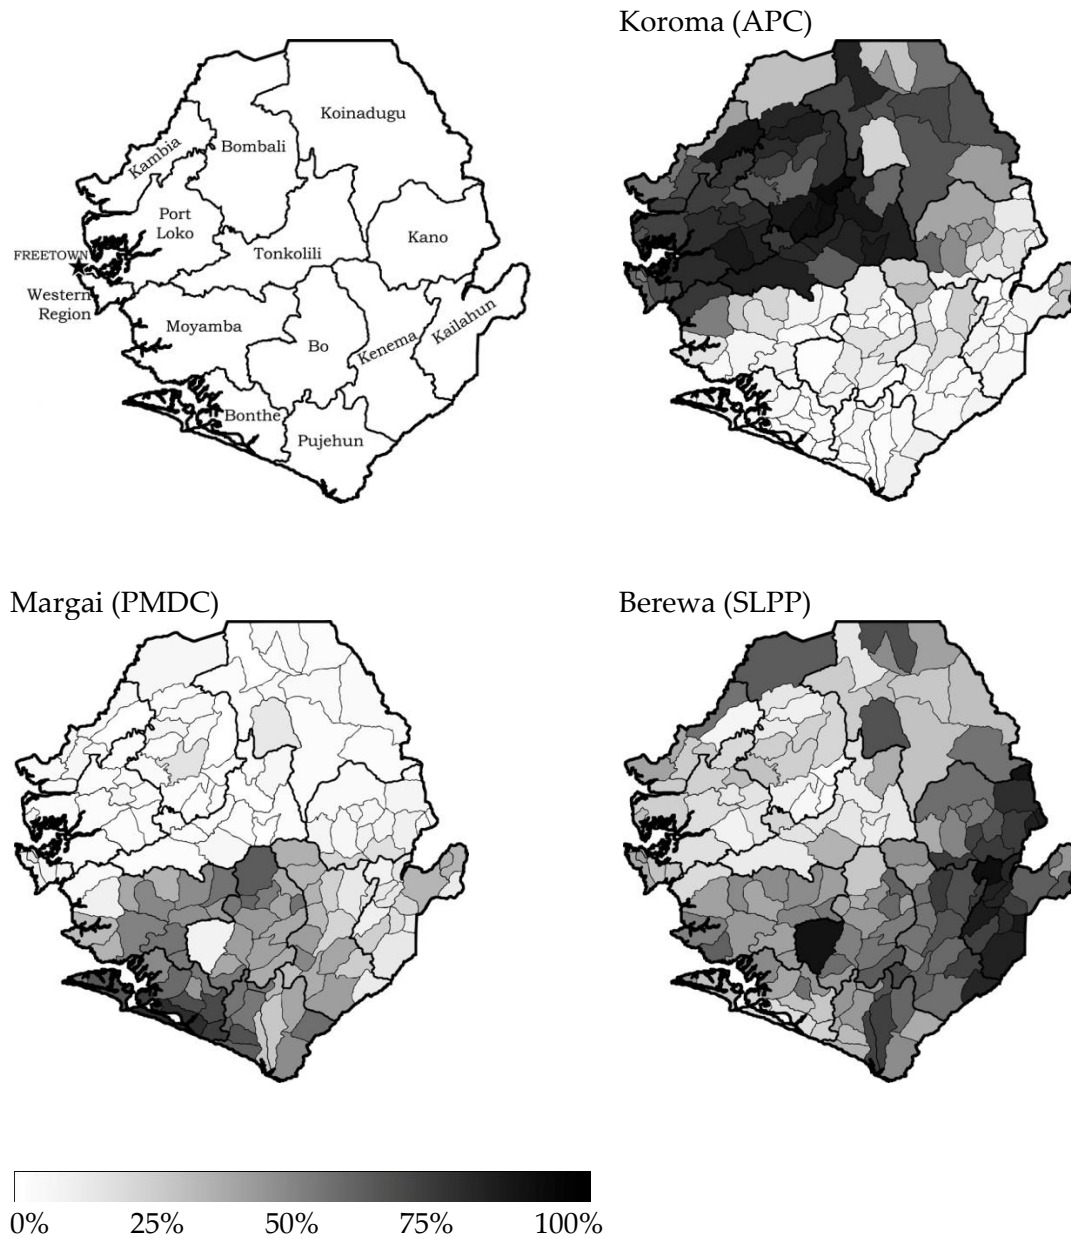 Koroma (APC)
Koinadugu
Bombali
Kambia
Port
Loko
Kano
FREETOWN
Tonkolili
Western
Region
Moyamba
Bo
Kenema
Kailahun
Bonthe
Pujehun
Margai (PMDC)
Berewa (SLPP)
0% 25% 50% 75% 100%